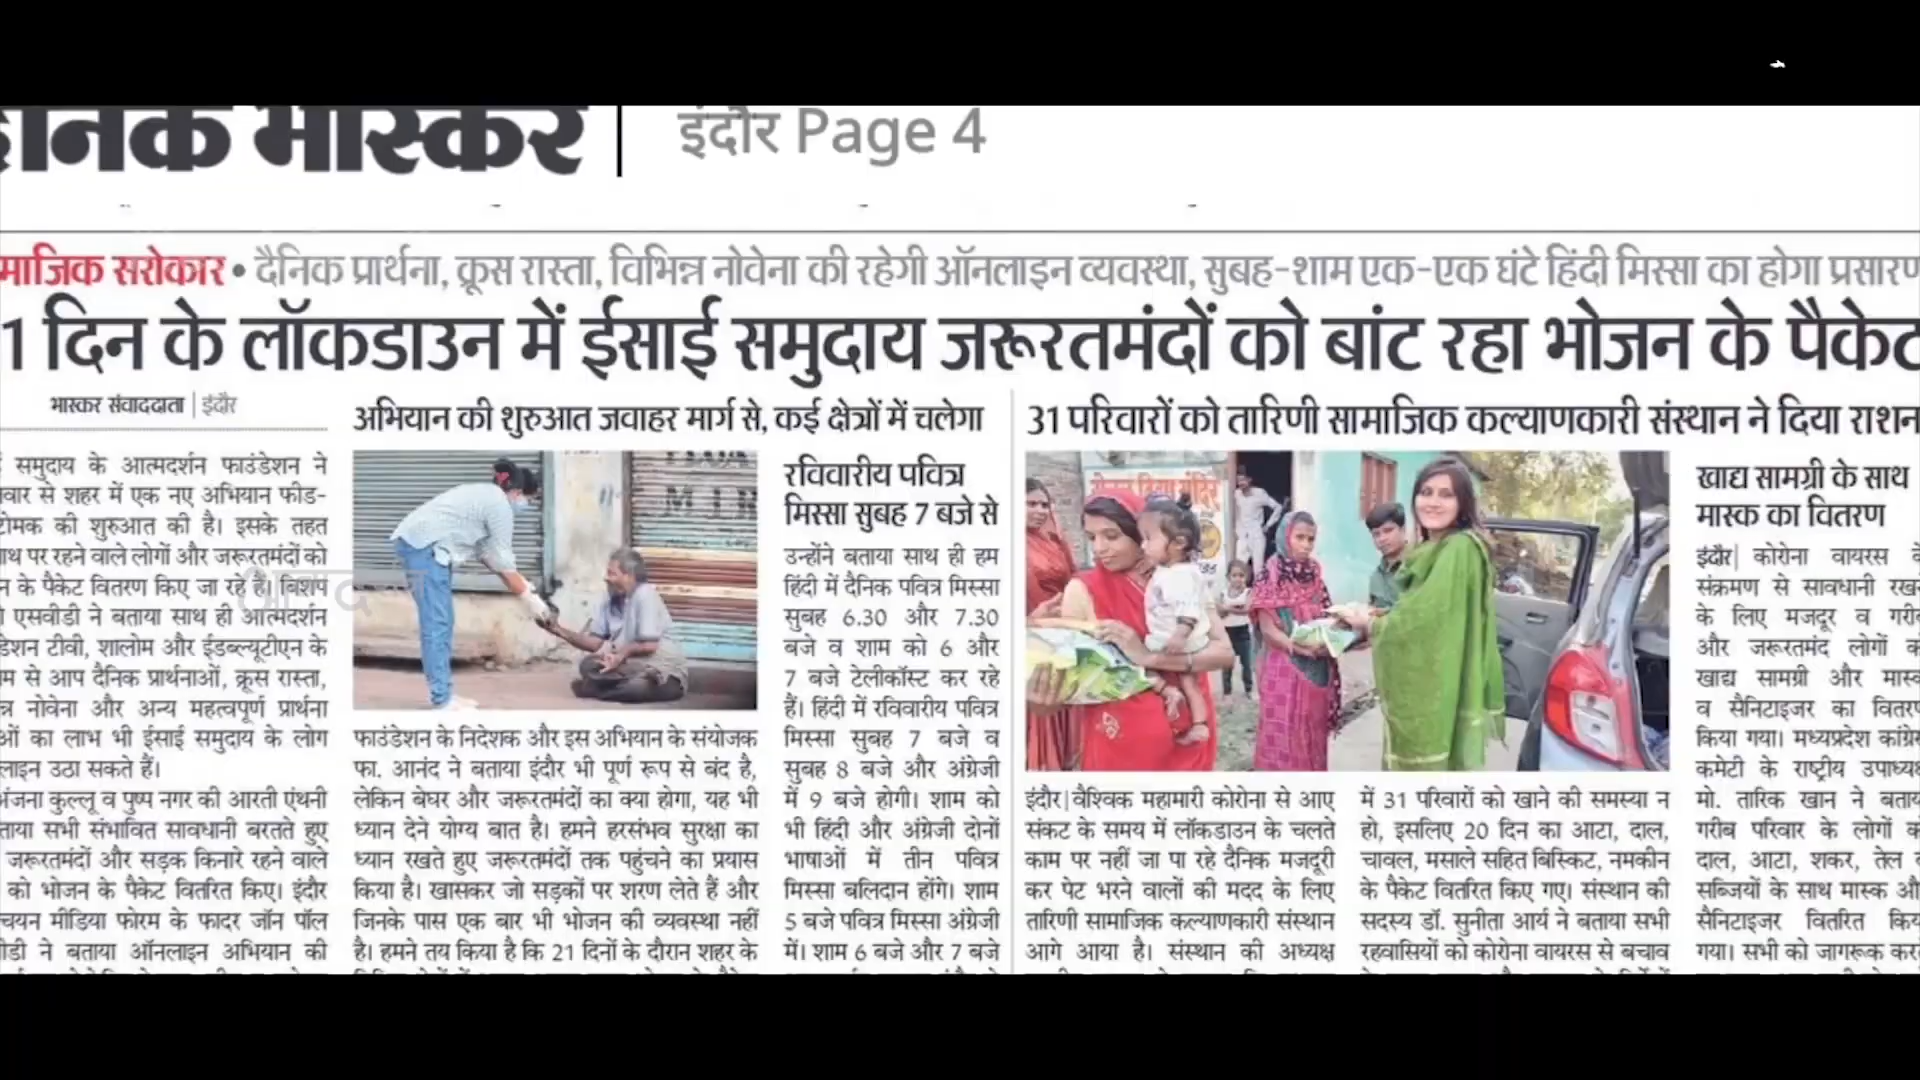 भास्कर
इंदौर Page 4
सरोकार • दैनिक प्रार्थना, क्रूस रास्ता, विभिन्न नोवेना की रहेगी ऑनलाइन व्यवस्था, सुबह-शाम एक-एक घंटे हिंदी मिस्सा का होगा प्रसारण
1 दिन के लॉकडाउन में ईसाई समुदाय जरूरतमंदों को बांट रहा भोजन के पैकेट
भास्कर संवाददाता | इंदौर
समुदाय के आत्मदर्शन फाउंडेशन ने
से शहर में एक नए अभियान फीड-
की शुरुआत की है। इसके तहत
पर रहने वाले लोगों और जरूरतमंदों को
के पैकेट वितरण किए जा रहे हैं। बिशप
एसवीडी ने बताया साथ ही आत्मदर्शन
टीवी, शालोम और ईडब्ल्यूटीएन के
से आप दैनिक प्रार्थनाओं, क्रूस रास्ता,
नोवेना और अन्य महत्वपूर्ण प्रार्थना
का लाभ भी ईसाई समुदाय के लोग
उठा सकते हैं।
कुल्लू व पुष्प नगर की आरती एंथनी
सभी संभावित सावधानी बरतते हुए
जरूरतमंदों और सड़क किनारे रहने वाले
को भोजन के पैकेट वितरित किए। इंदौर
मीडिया फोरम के फादर जॉन पॉल
ने बताया ऑनलाइन अभियान की
अभियान की शुरुआत जवाहर मार्ग से, कई क्षेत्रों में चलेगा
फाउंडेशन के निदेशक और इस अभियान के संयोजक
फा. आनंद ने बताया इंदौर भी पूर्ण रूप से बंद है,
लेकिन बेघर और जरूरतमंदों का क्या होगा, यह भी
ध्यान देने योग्य बात है। हमने हरसंभव सुरक्षा का
ध्यान रखते हुए जरूरतमंदों तक पहुंचने का प्रयास
किया है। खासकर जो सड़कों पर शरण लेते हैं और
जिनके पास एक बार भी भोजन की व्यवस्था नहीं
है। हमने तय किया है कि 21 दिनों के दौरान शहर के
रविवारीय पवित्र
मिस्सा सुबह 7 बजे से
उन्होंने बताया साथ ही हम
हिंदी में दैनिक पवित्र मिस्सा
सुबह 6.30 और 7.30
बजे व शाम को 6 और
7 बजे टेलीकॉस्ट कर रहे
हैं। हिंदी में रविवारीय पवित्र
मिस्सा सुबह 7 बजे व
सुबह 8 बजे और अंग्रेजी
में 9 बजे होगी। शाम को
भी हिंदी और अंग्रेजी दोनों
भाषाओं में तीन पवित्र
मिस्सा बलिदान होंगे। शाम
5 बजे पवित्र मिस्सा अंग्रेजी
में। शाम 6 बजे और 7 बजे
31 परिवारों को तारिणी सामाजिक कल्याणकारी संस्थान ने दिया राशन
इंदौर|वैश्विक महामारी कोरोना से आए
संकट के समय में लॉकडाउन के चलते
काम पर नहीं जा पा रहे दैनिक मजदूरी
कर पेट भरने वालों की मदद के लिए
तारिणी सामाजिक कल्याणकारी संस्थान
आगे आया है। संस्थान की अध्यक्ष
में 31 परिवारों को खाने की समस्या न
हो, इसलिए 20 दिन का आटा, दाल,
चावल, मसाले सहित बिस्किट, नमकीन
के पैकेट वितरित किए गए। संस्थान की
सदस्य डॉ. सुनीता आर्य ने बताया सभी
रहवासियों को कोरोना वायरस से बचाव
खाद्य सामग्री के साथ
मास्क का वितरण
इंदौर| कोरोना वायरस
संक्रमण से सावधानी
के लिए मजदूर व
और जरूरतमंद लोगों
खाद्य सामग्री और
व सैनिटाइजर का
किया गया। मध्यप्रदेश
कमेटी के राष्ट्रीय
मो. तारिक खान ने
गरीब परिवार के लोगों
दाल, आटा, शकर, तेल
सब्जियों के साथ मास्क
सैनिटाइजर वितरित
गया। सभी को जागरूक